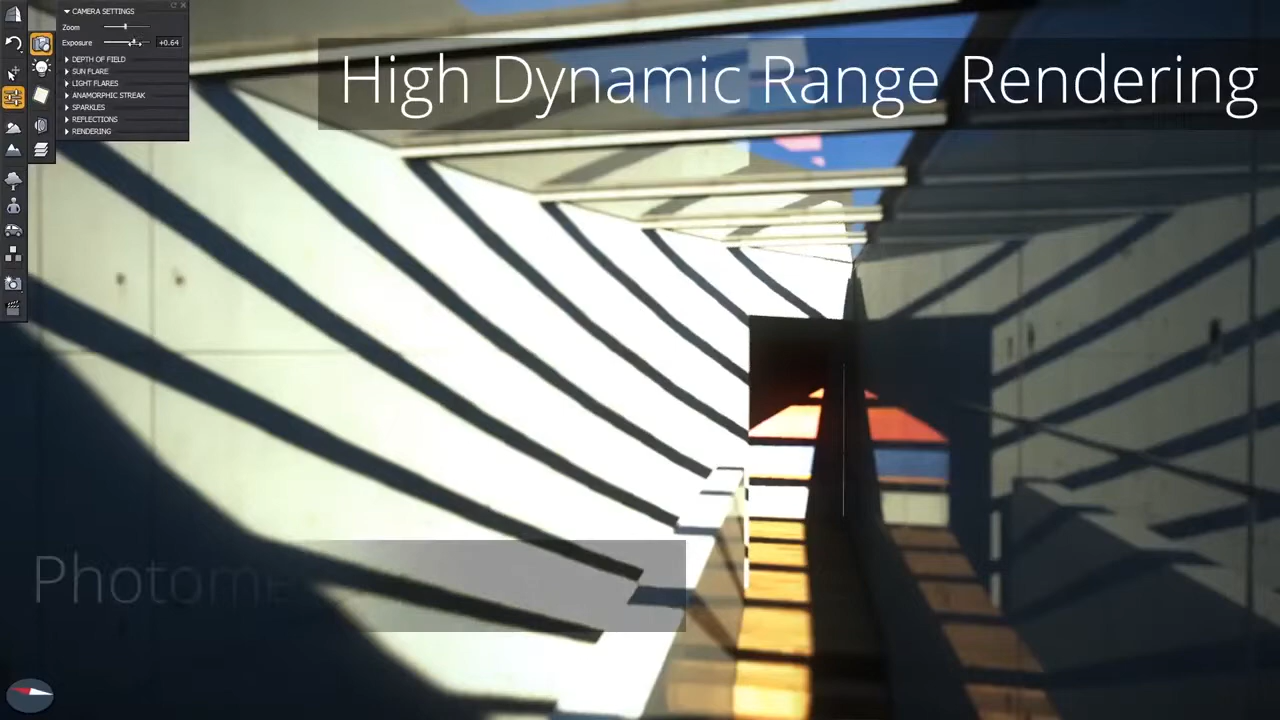 CAMERA SETTINGS
Zoom
Exposure +0.64
DEPTH OF FIELD
SUN FLARE
LIGHT FLARES
ANAMORPHIC STREAK
SPARKLES
REFLECTIONS
RENDERING
High Dynamic Range Rendering